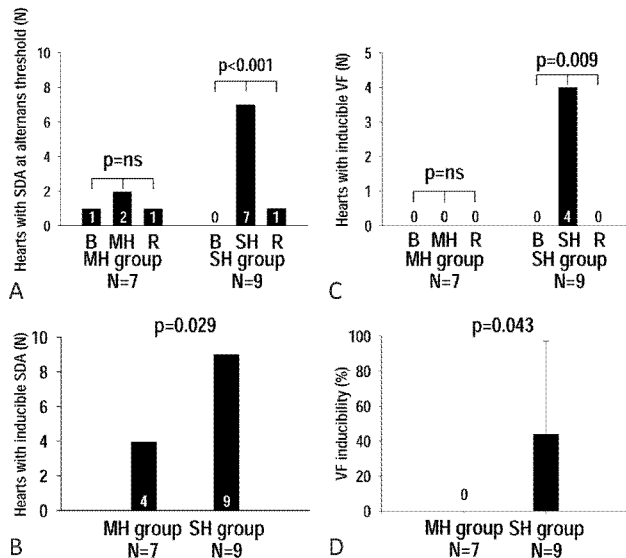 Hearts with SDA at alternans threshold (N)
10
8
6
4
2
0
p=ns
p<0.001
1
2
1
0
7
1
B MH R
B SH R
MH group
SH group
N=7
N=9
A
Hearts with inducible VF (N)
5
4
3
2
1
0
p=ns
p=0.009
0
0
0
0
4
0
B MH R
B SH R
MH group
SH group
N=7
N=9
C
Hearts with inducible SDA (N)
10
8
6
4
2
0
p=0.029
4
9
MH group SH group
N=7
N=9
B
VF inducibility (%)
100
80
60
40
20
0
p=0.043
0
MH group SH group
N=7
N=9
D